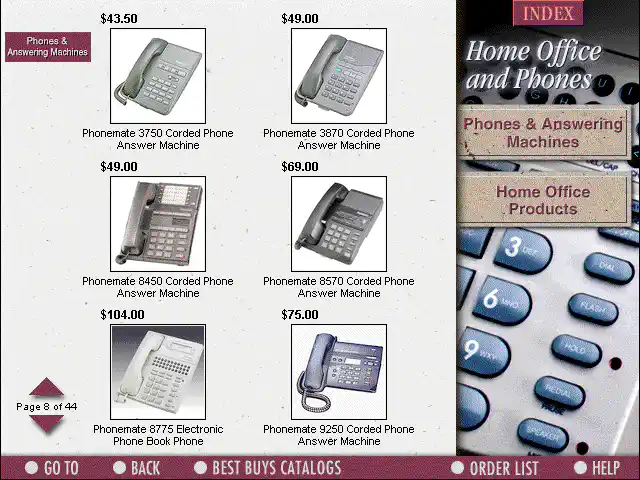 Phones &
Answering Machines
$43.50
$49.00
Phonemate 3750 Corded Phone
Answer Machine
Phonemate 3870 Corded Phone
Answer Machine
$49.00
$69.00
Phonemate 8450 Corded Phone
Answer Machine
Phonemate 8570 Corded Phone
Answer Machine
$104.00
$75.00
Phonemate 8775 Electronic
Phone Book Phone
Phonemate 9250 Corded Phone
Answer Machine
Page 8 of 44
INDEX
Home Office
and Phones
Phones & Answering
Machines
Home Office
Products
3 DEF
DIAL
6 MNO
FLASH
9 WXY
HOLD
REDIAL
SPEAKER
GO TO
BACK
BEST BUYS CATALOGS
ORDER LIST
HELP